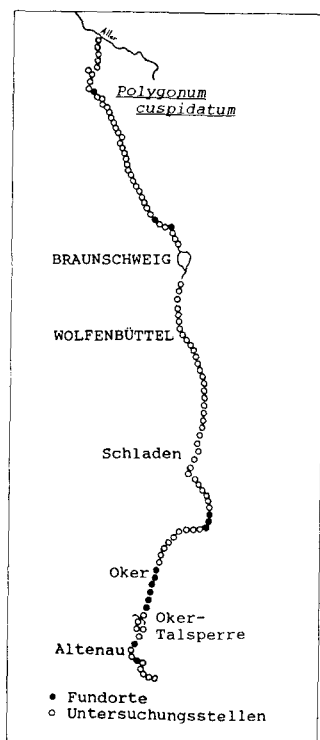 Aller
Polygonum
cuspidatum
BRAUNSCHWEIG
WOLFENBÜTTEL
Schladen
Oker
Oker-
Talsperre
Altenau
● Fundorte
○ Untersuchungsstellen